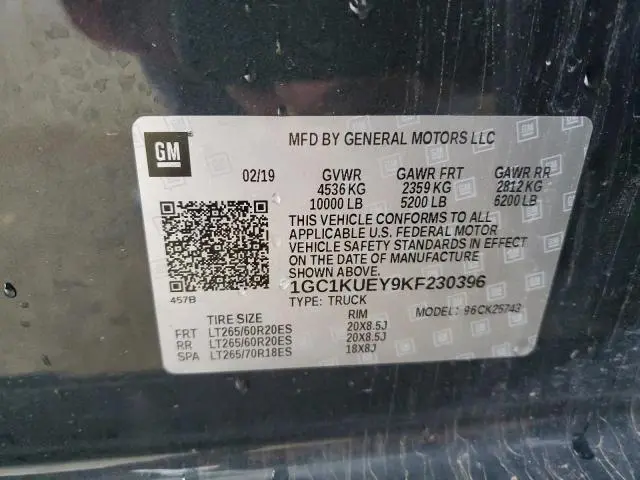 GM
MFD BY GENERAL MOTORS LLC
02/19 GVWR GAWR FRT GAWR RR
4536 KG 2359 KG 2812 KG
10000 LB 5200 LB 6200 LB
THIS VEHICLE CONFORMS TO ALL
APPLICABLE U.S. FEDERAL MOTOR
VEHICLE SAFETY STANDARDS IN EFFECT
ON THE DATE OF MANUFACTURE
SHOWN ABOVE.
1GC1KUEY9KF230396
457B
TYPE: TRUCK MODEL: 96CK25743
TIRE SIZE RIM
FRT LT265/60R20ES 20X8.5J
RR LT265/60R20ES 20X8.5J
SPA LT265/70R18ES 18X8J